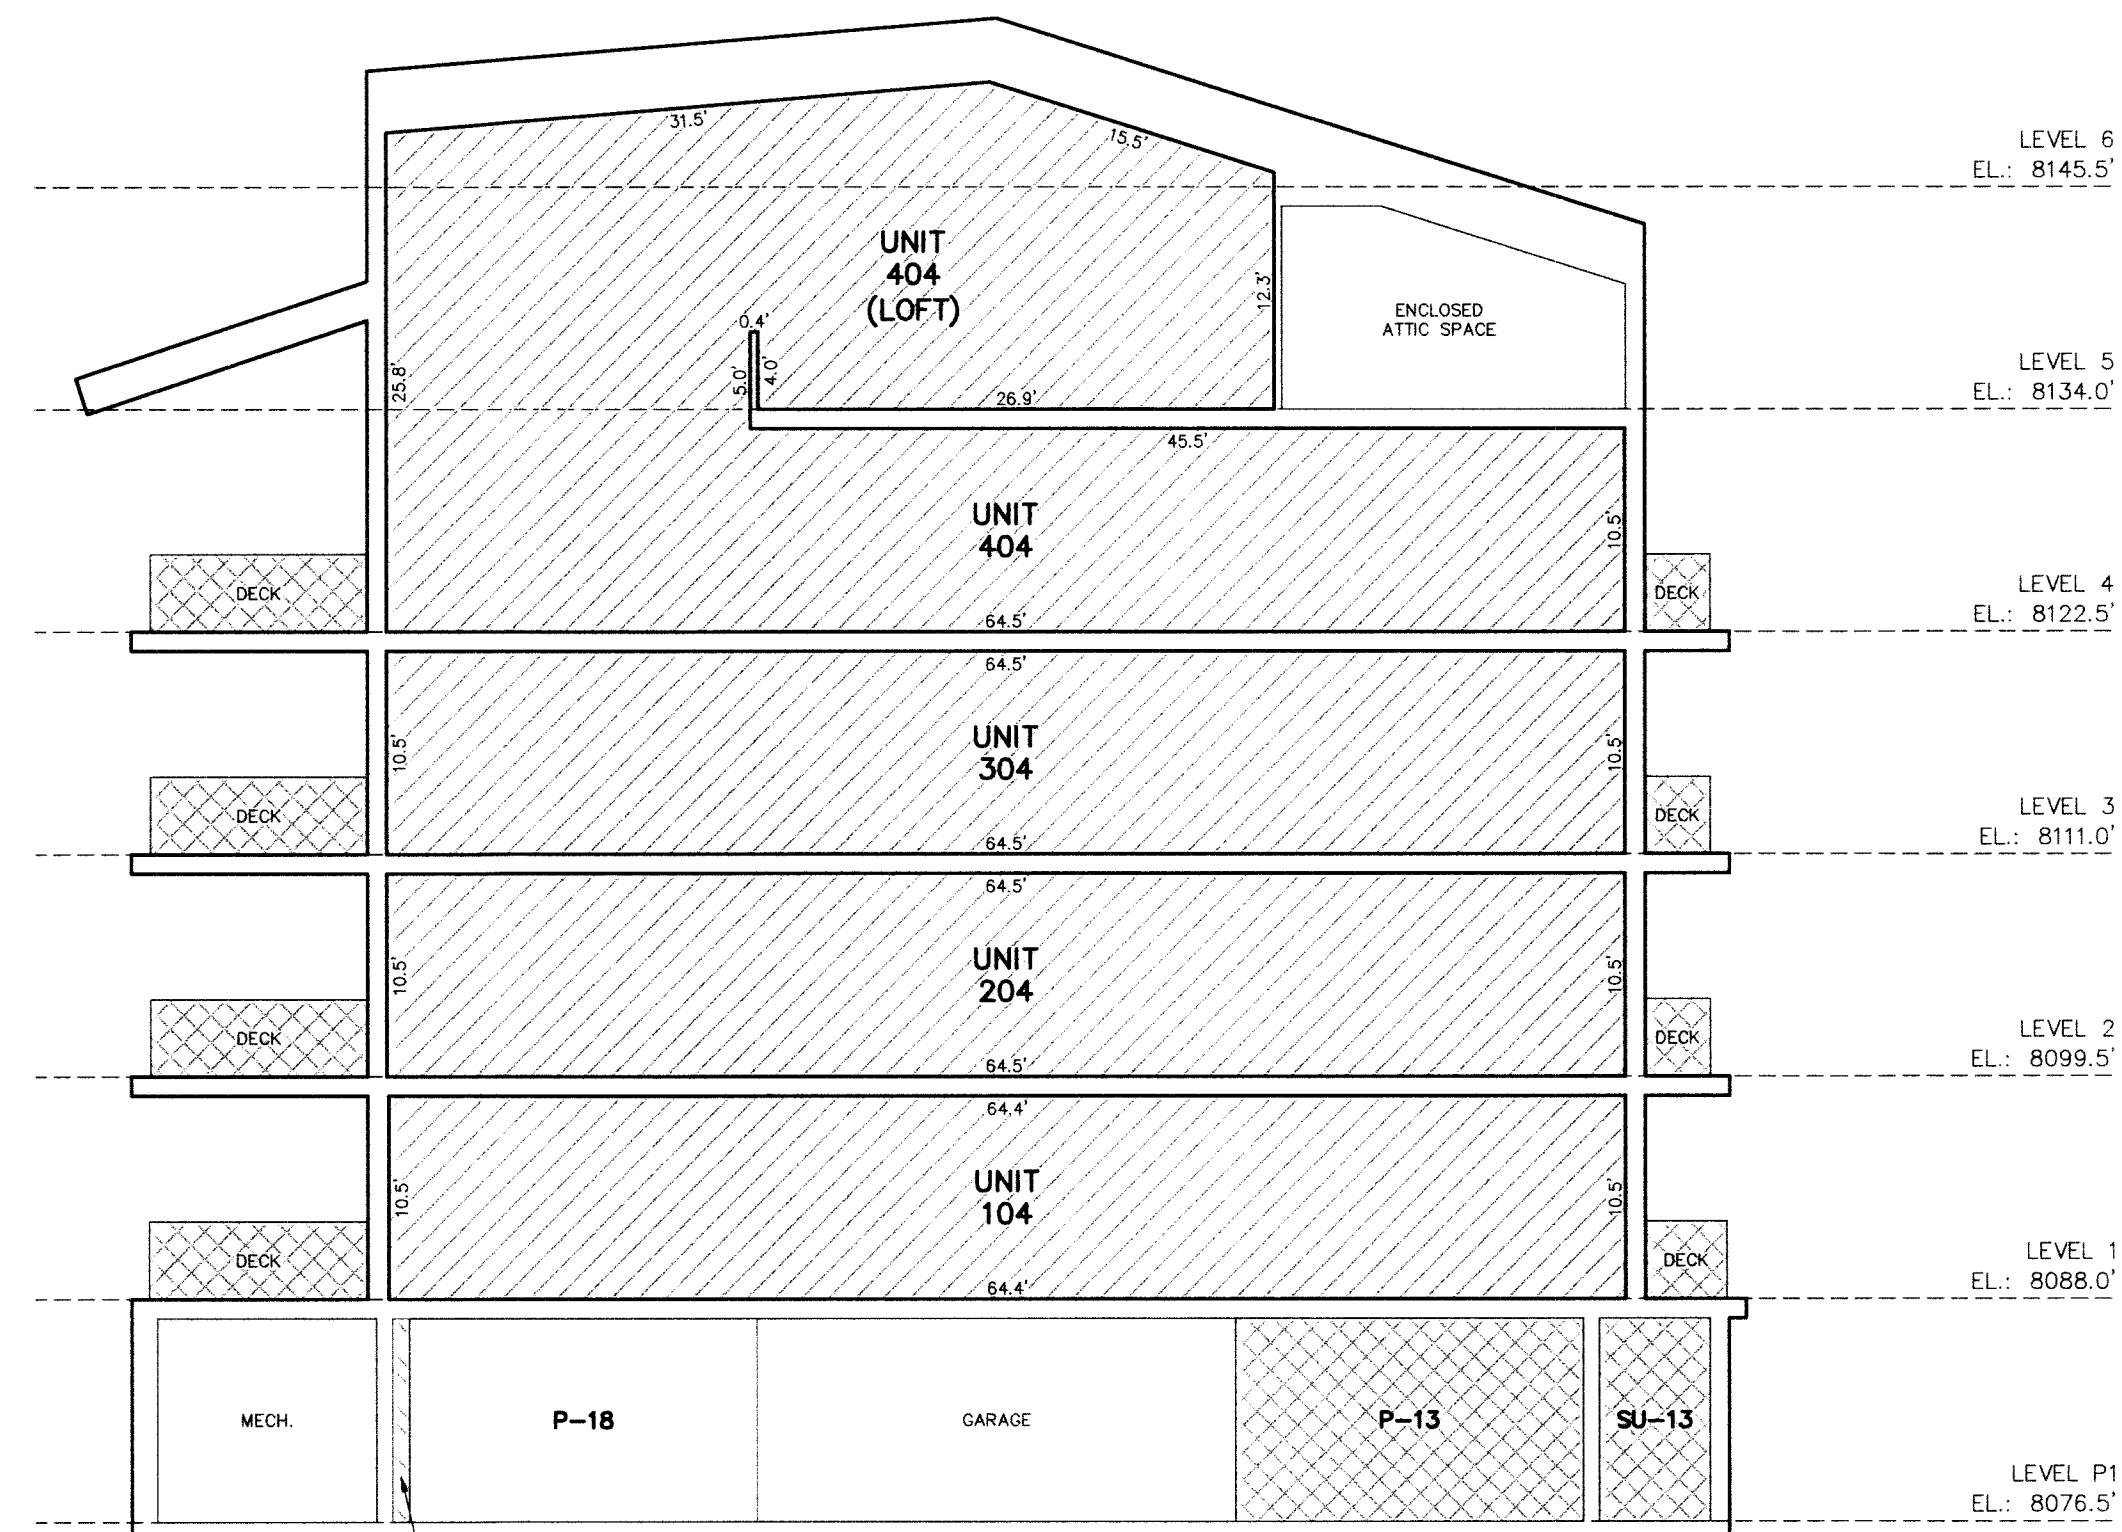 31.5'
15.5'
LEVEL 6
EL.: 8145.5'
UNIT
404
(LOFT)
12.3'
ENCLOSED
ATTIC SPACE
0.4'
5.0'
4.0'
25.8'
26.9'
LEVEL 5
EL.: 8134.0'
45.5'
UNIT
404
10.5'
DECK
DECK
64.5'
LEVEL 4
EL.: 8122.5'
64.5'
10.5'
UNIT
304
10.5'
DECK
DECK
64.5'
LEVEL 3
EL.: 8111.0'
64.5'
10.5'
UNIT
204
10.5'
DECK
DECK
64.5'
LEVEL 2
EL.: 8099.5'
64.4'
10.5'
UNIT
104
10.5'
DECK
DECK
64.4'
LEVEL 1
EL.: 8088.0'
MECH.
P-18
GARAGE
P-13
SU-13
LEVEL P1
EL.: 8076.5'